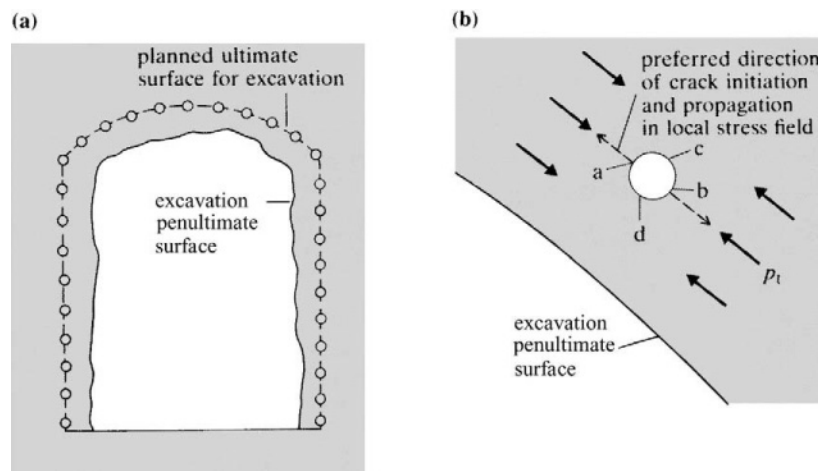 (a)
planned ultimate
surface for excavation
excavation
penultimate
surface
(b)
preferred direction
of crack initiation
and propagation
in local stress field
c
a
b
d
p₁
excavation
penultimate
surface